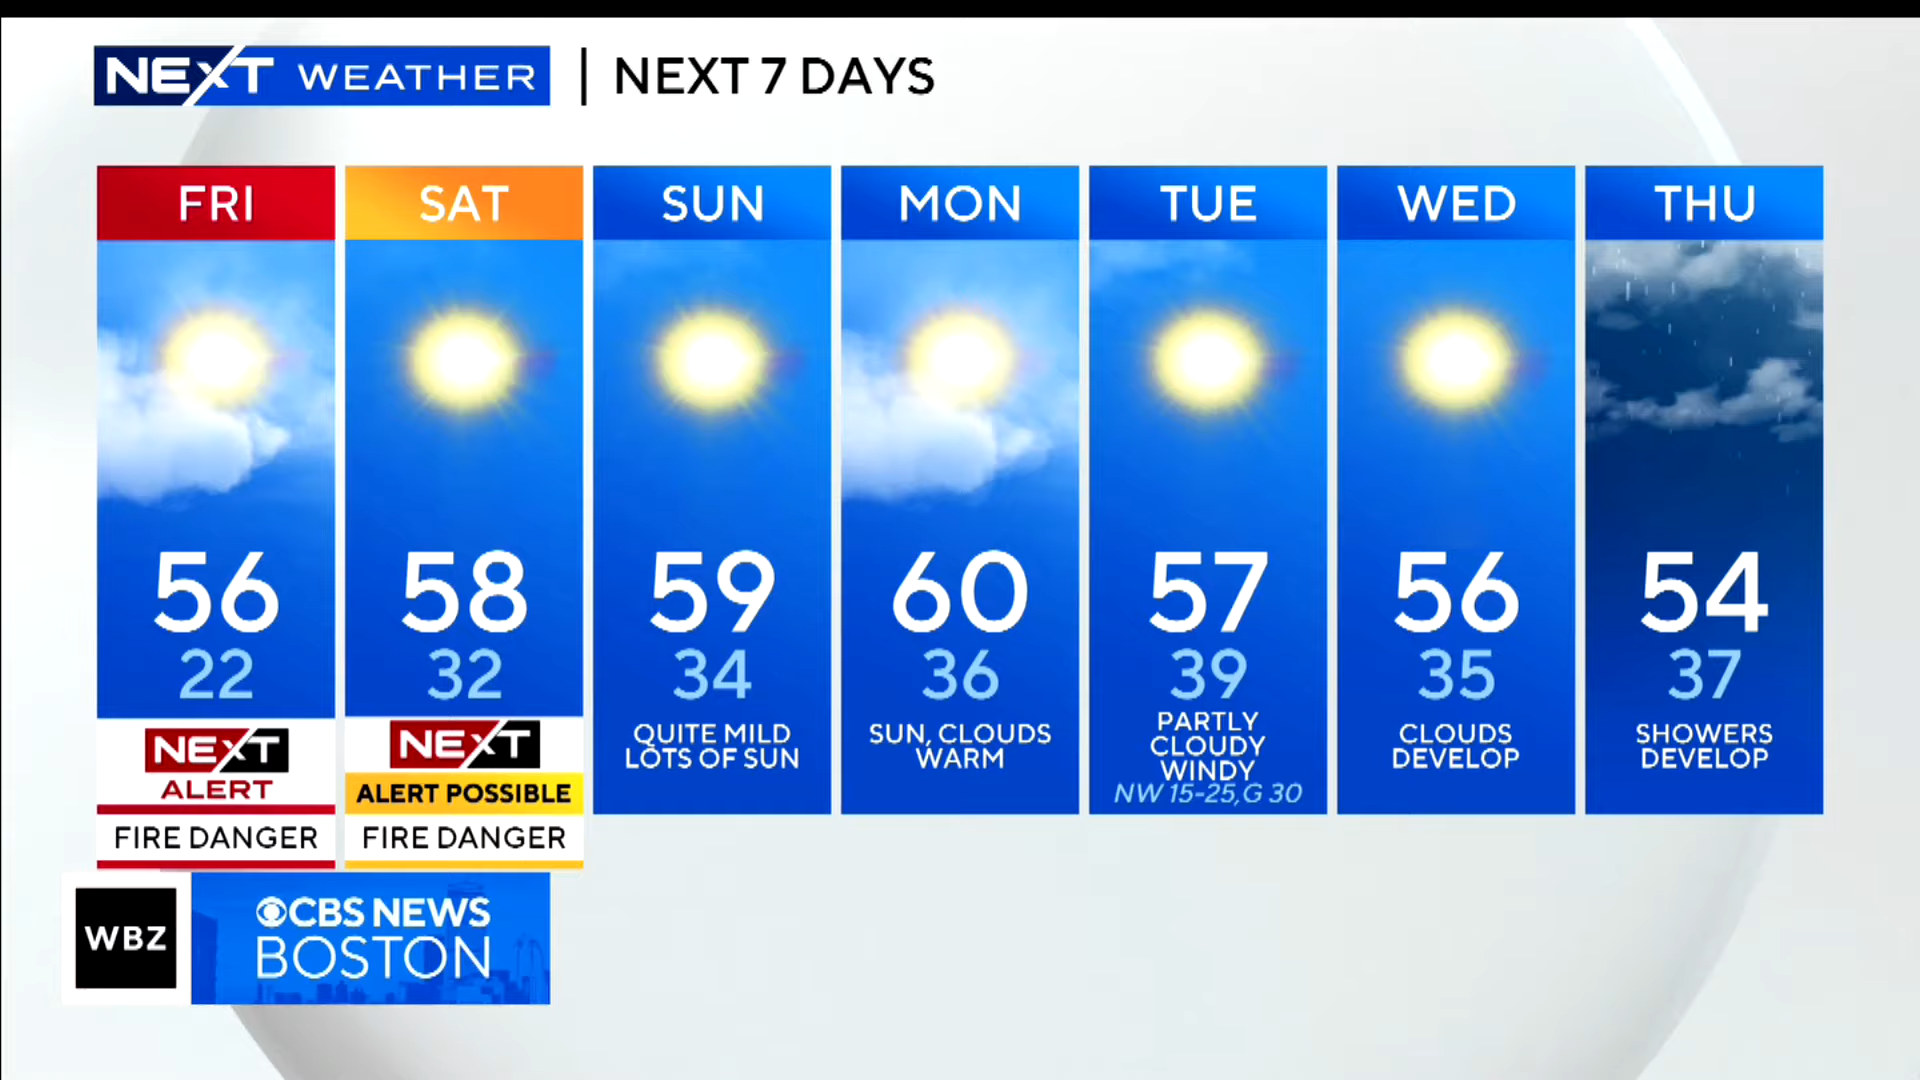 NEXT WEATHER | NEXT 7 DAYS
FRI
56
22
NEXT
ALERT
FIRE DANGER
SAT
58
32
NEXT
ALERT POSSIBLE
FIRE DANGER
SUN
59
34
QUITE MILD
LOTS OF SUN
MON
60
36
SUN, CLOUDS
WARM
TUE
57
39
PARTLY
CLOUDY
WINDY
NW 15-25,G 30
WED
56
35
CLOUDS
DEVELOP
THU
54
37
SHOWERS
DEVELOP
WBZ
CBS NEWS
BOSTON